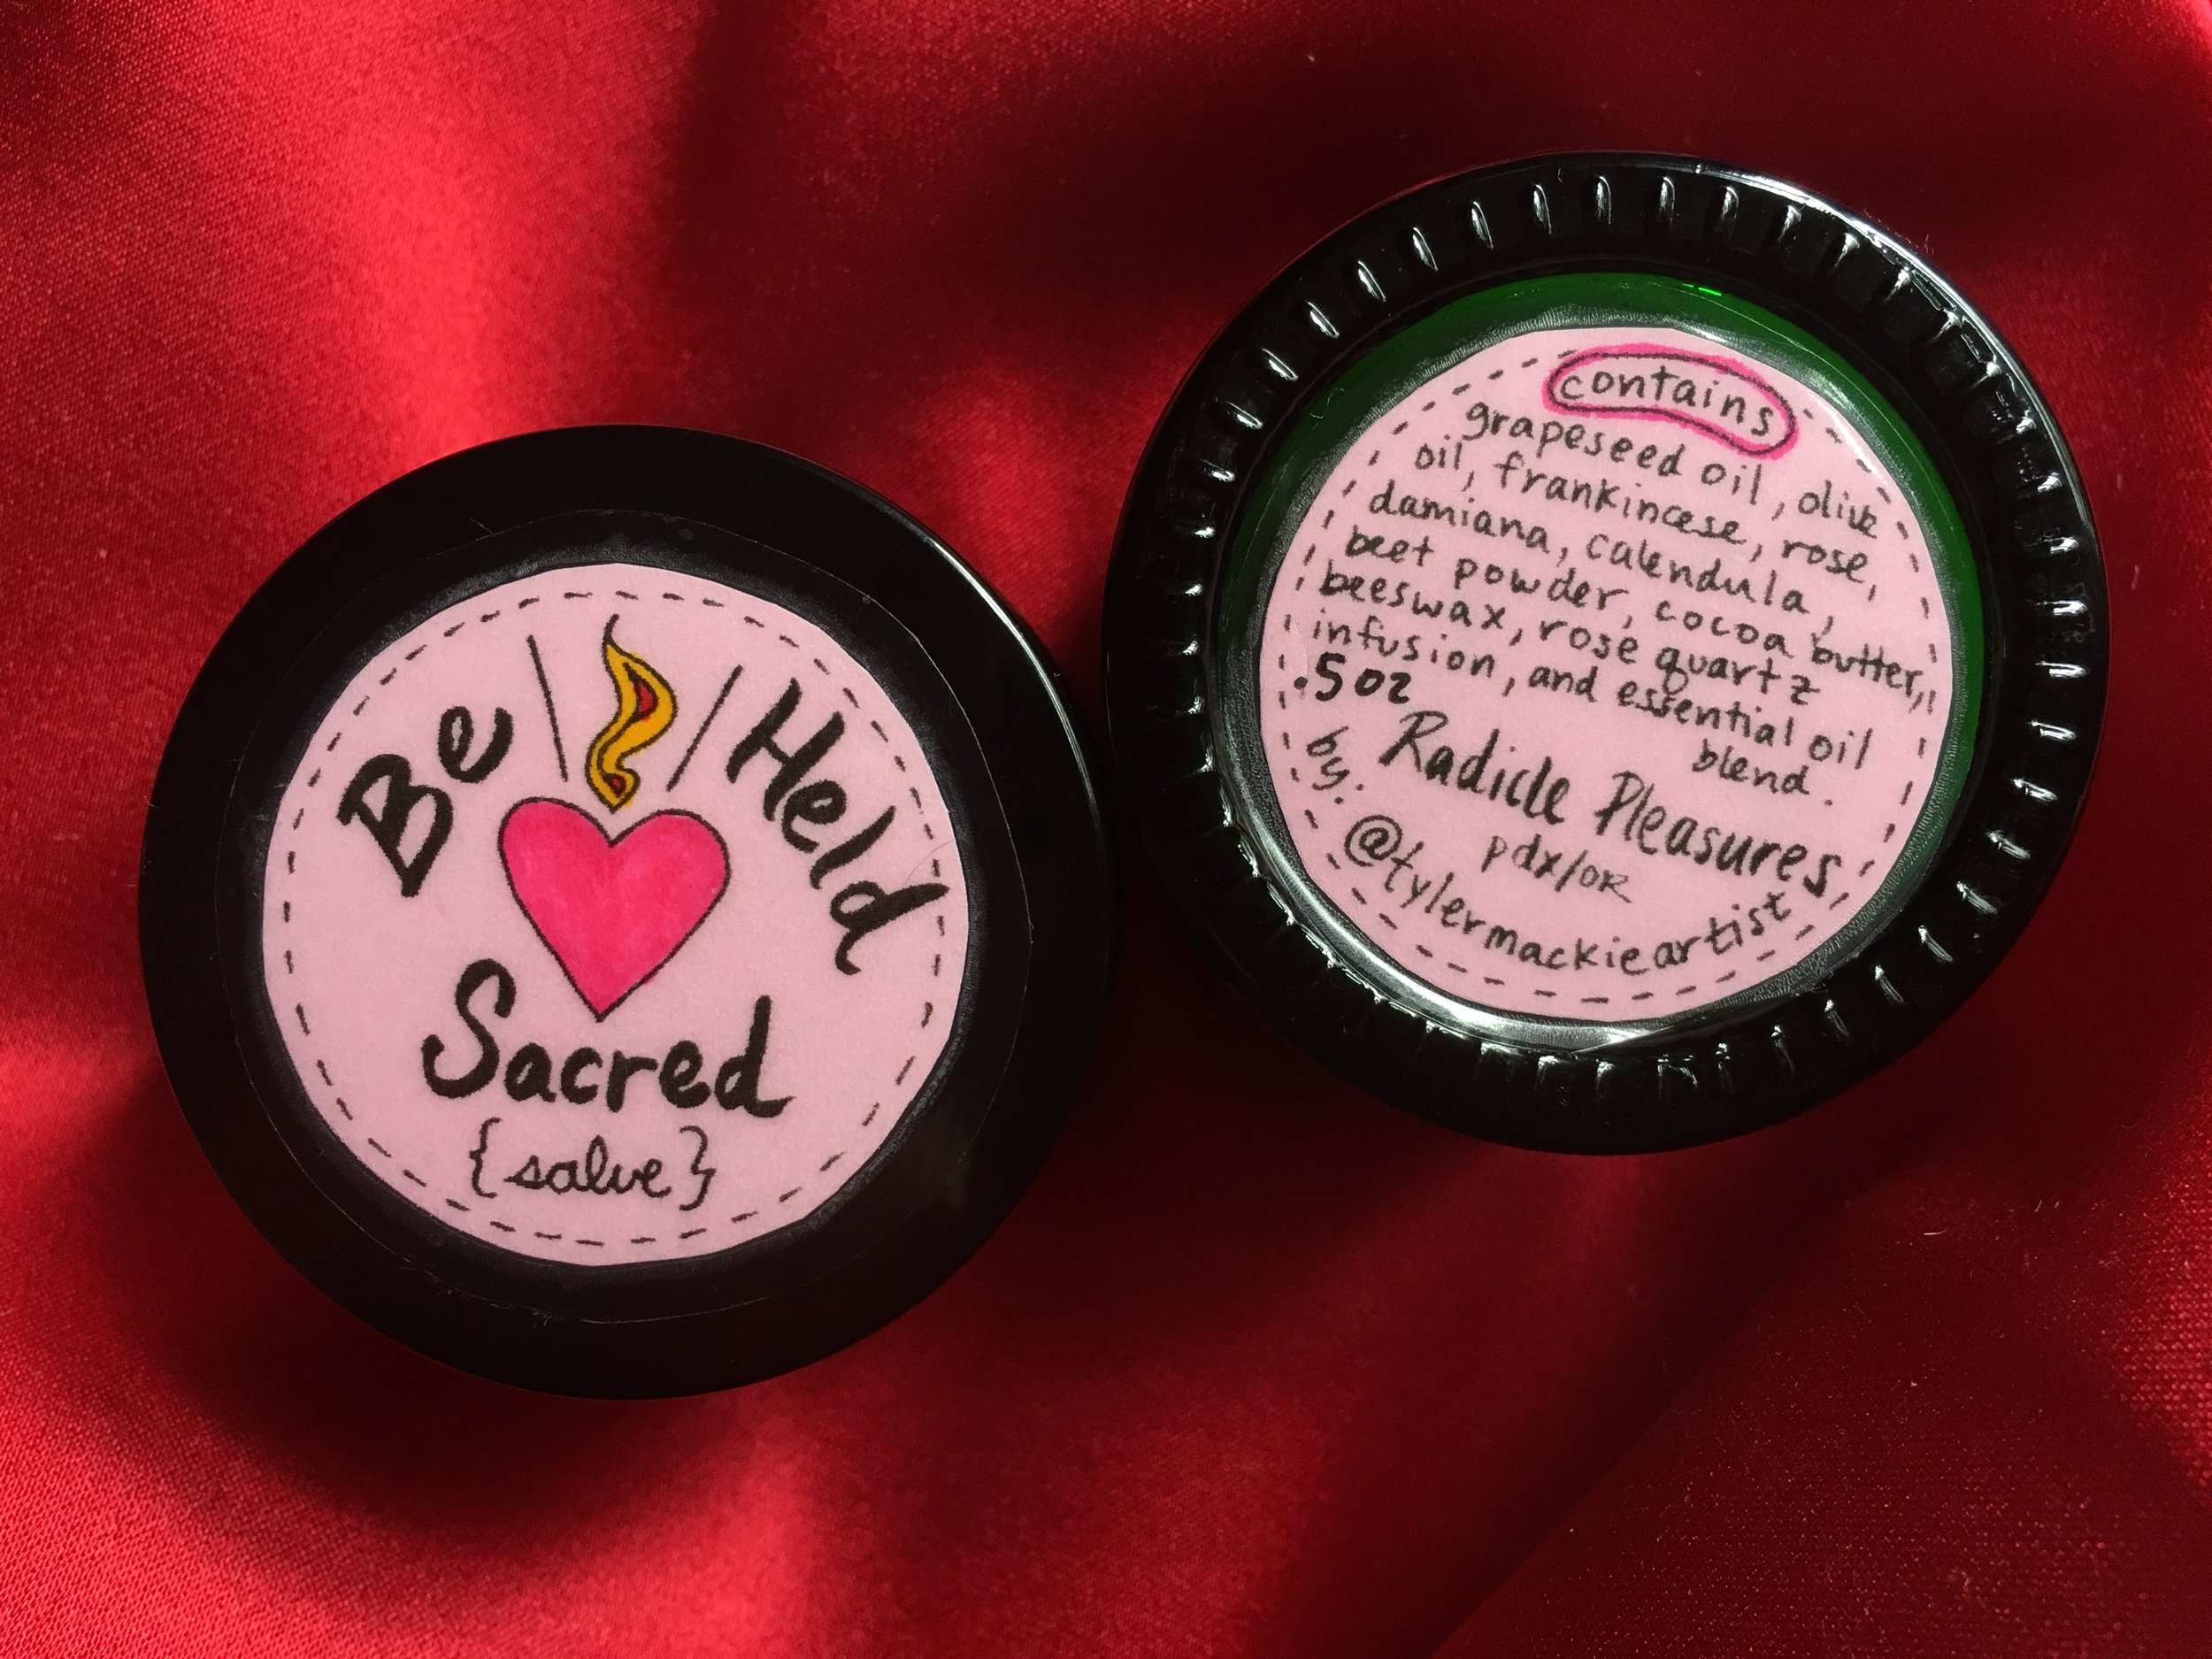 Be Held
Sacred
{salve}
contains
grapeseed oil, olive
oil, frankincese, rose,
damiana, calendula,
beet powder, cocoa butter,
beeswax, rose quartz
infusion, and essential oil
blend.
.5oz
by: Radicle Pleasures
pdx/OR
@tylermackieartist